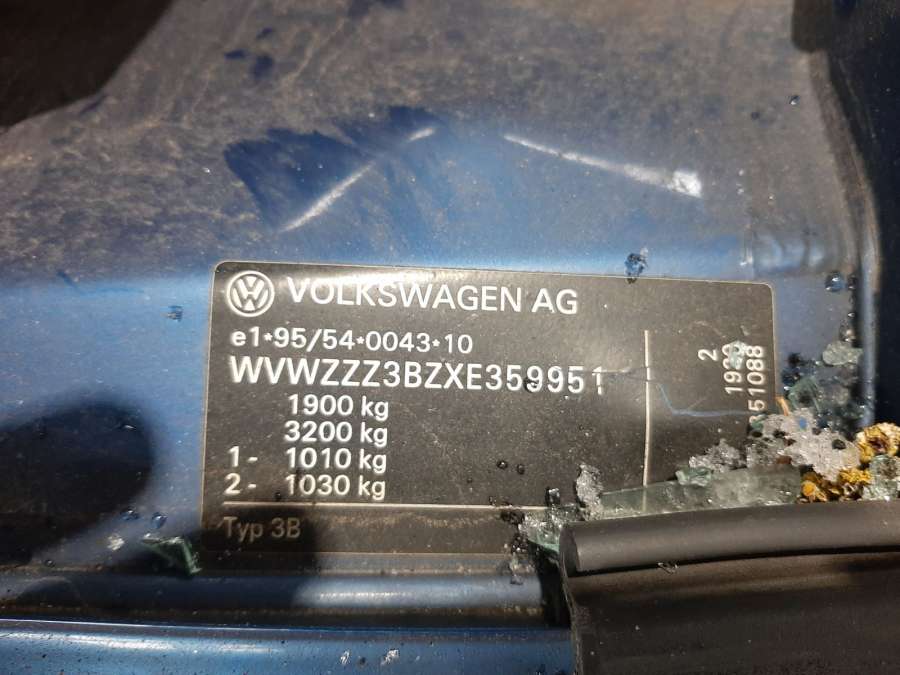 VOLKSWAGEN AG
e1*95/54*0043*10
WVWZZZ3BZXE359951
1900 kg
3200 kg
1- 1010 kg
2- 1030 kg
Typ 3B
2